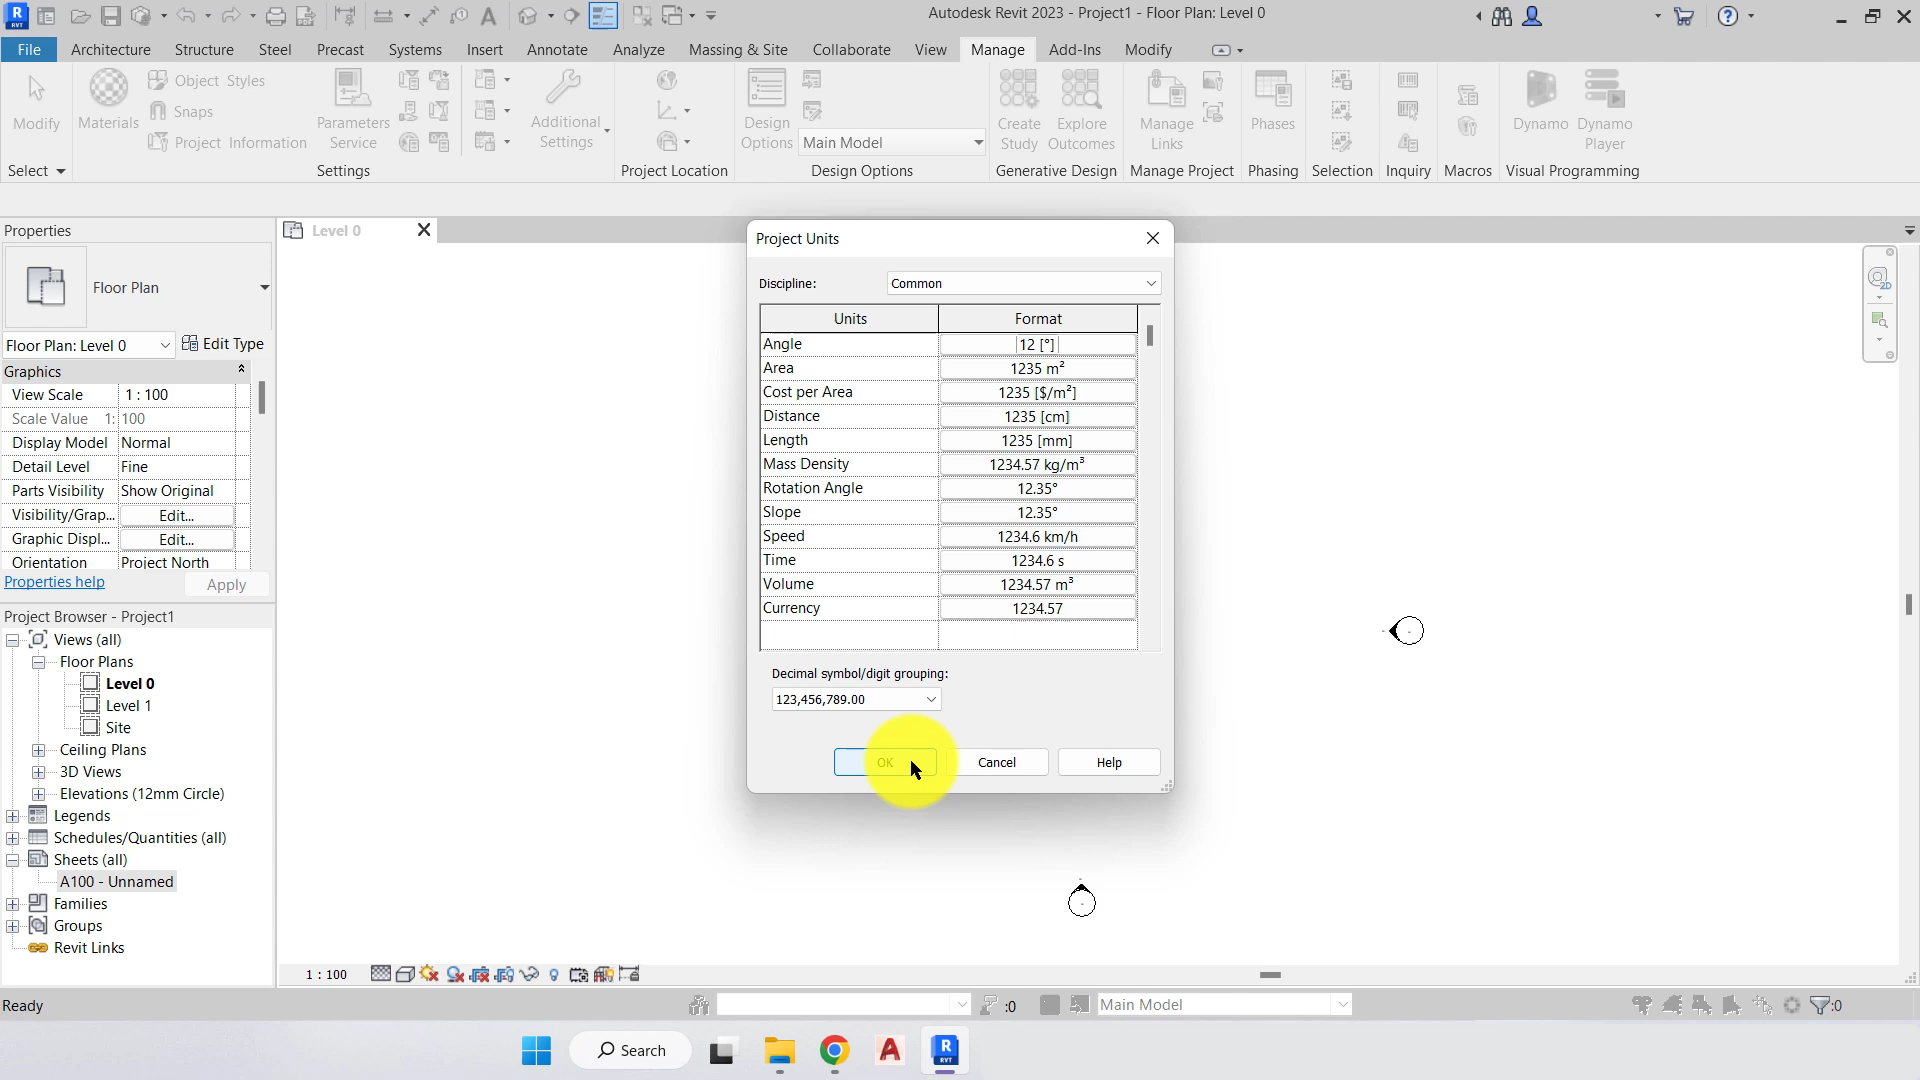 Autodesk Revit 2023 - Project1 - Floor Plan: Level 0
File Architecture Structure Steel Precast Systems Insert Annotate Analyze Massing & Site Collaborate View Manage Add-Ins Modify
Modify
Materials
Object Styles
Snaps
Project Information
Parameters
Service
Additional
Settings
Design
Options
Main Model
Create
Study
Explore
Outcomes
Manage
Links
Phases
Dynamo
Dynamo
Player
Select Settings Project Location Design Options Generative Design Manage Project Phasing Selection Inquiry Macros Visual Programming
Properties
Floor Plan
Floor Plan: Level 0 Edit Type
Graphics
View Scale 1 : 100
Scale Value 1: 100
Display Model Normal
Detail Level Fine
Parts Visibility Show Original
Visibility/Grap... Edit...
Graphic Displ... Edit...
Orientation Project North
Properties help Apply
Project Browser - Project1
Views (all)
Floor Plans
Level 0
Level 1
Site
Ceiling Plans
3D Views
Elevations (12mm Circle)
Legends
Schedules/Quantities (all)
Sheets (all)
A100 - Unnamed
Families
Groups
Revit Links
Level 0
Project Units
Discipline: Common
Units Format
Angle 12 [°]
Area 1235 m²
Cost per Area 1235 [$/m²]
Distance 1235 [cm]
Length 1235 [mm]
Mass Density 1234.57 kg/m³
Rotation Angle 12.35°
Slope 12.35°
Speed 1234.6 km/h
Time 1234.6 s
Volume 1234.57 m³
Currency 1234.57
Decimal symbol/digit grouping:
123,456,789.00
OK Cancel Help
2D
1 : 100
Ready
:0
Main Model
:0
Search
R
RVT